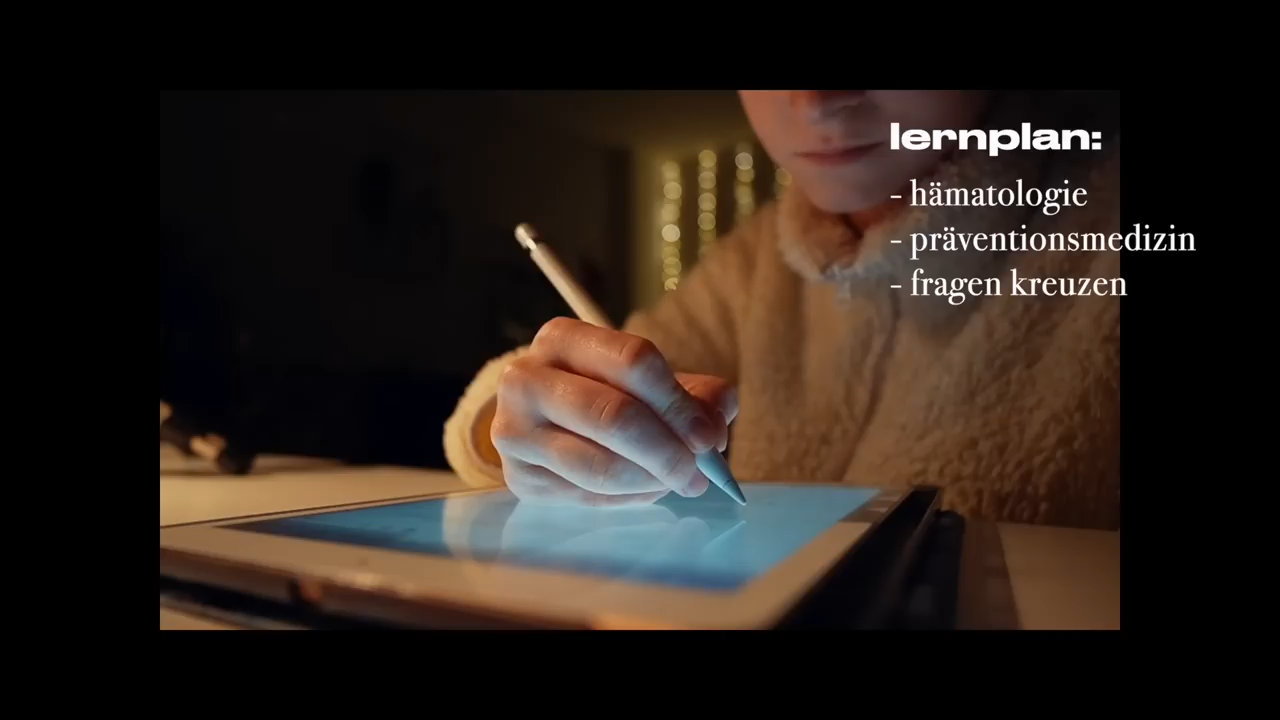 lernplan:
- hämatologie
- präventionsmedizin
- fragen kreuzen